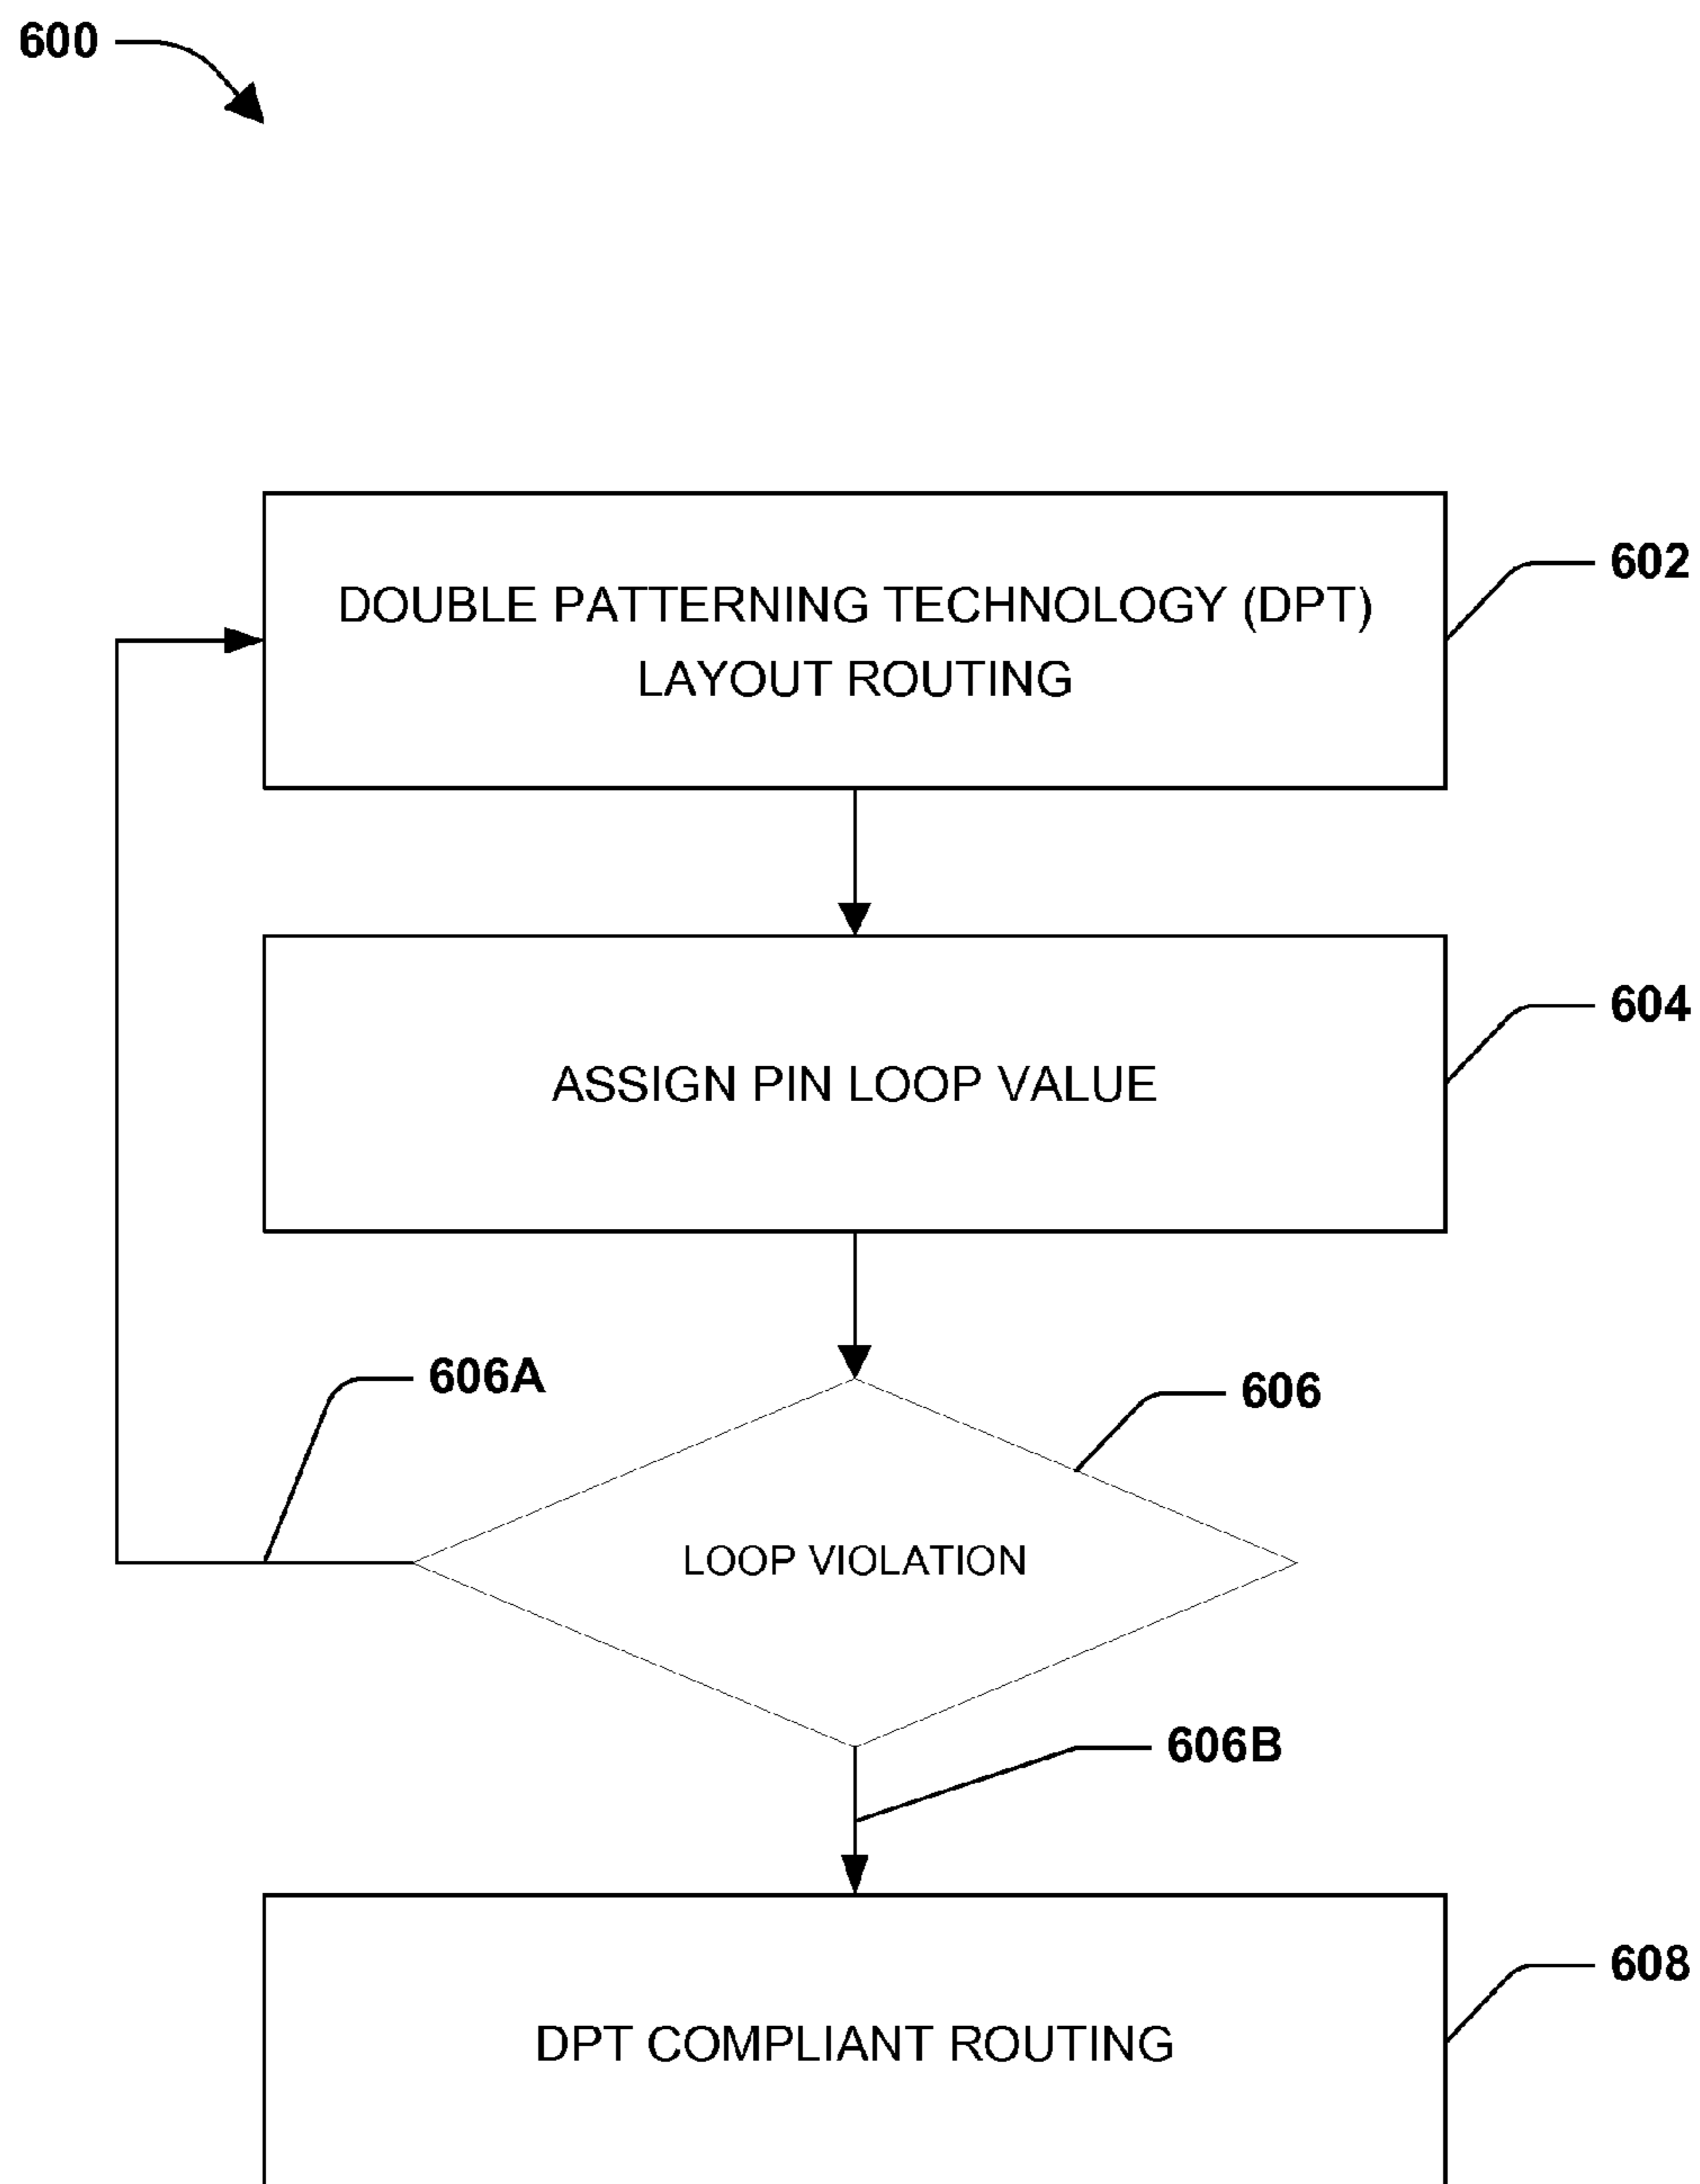 600
DOUBLE PATTERNING TECHNOLOGY (DPT)
LAYOUT ROUTING
602
ASSIGN PIN LOOP VALUE
604
606A
606
LOOP VIOLATION
606B
DPT COMPLIANT ROUTING
608